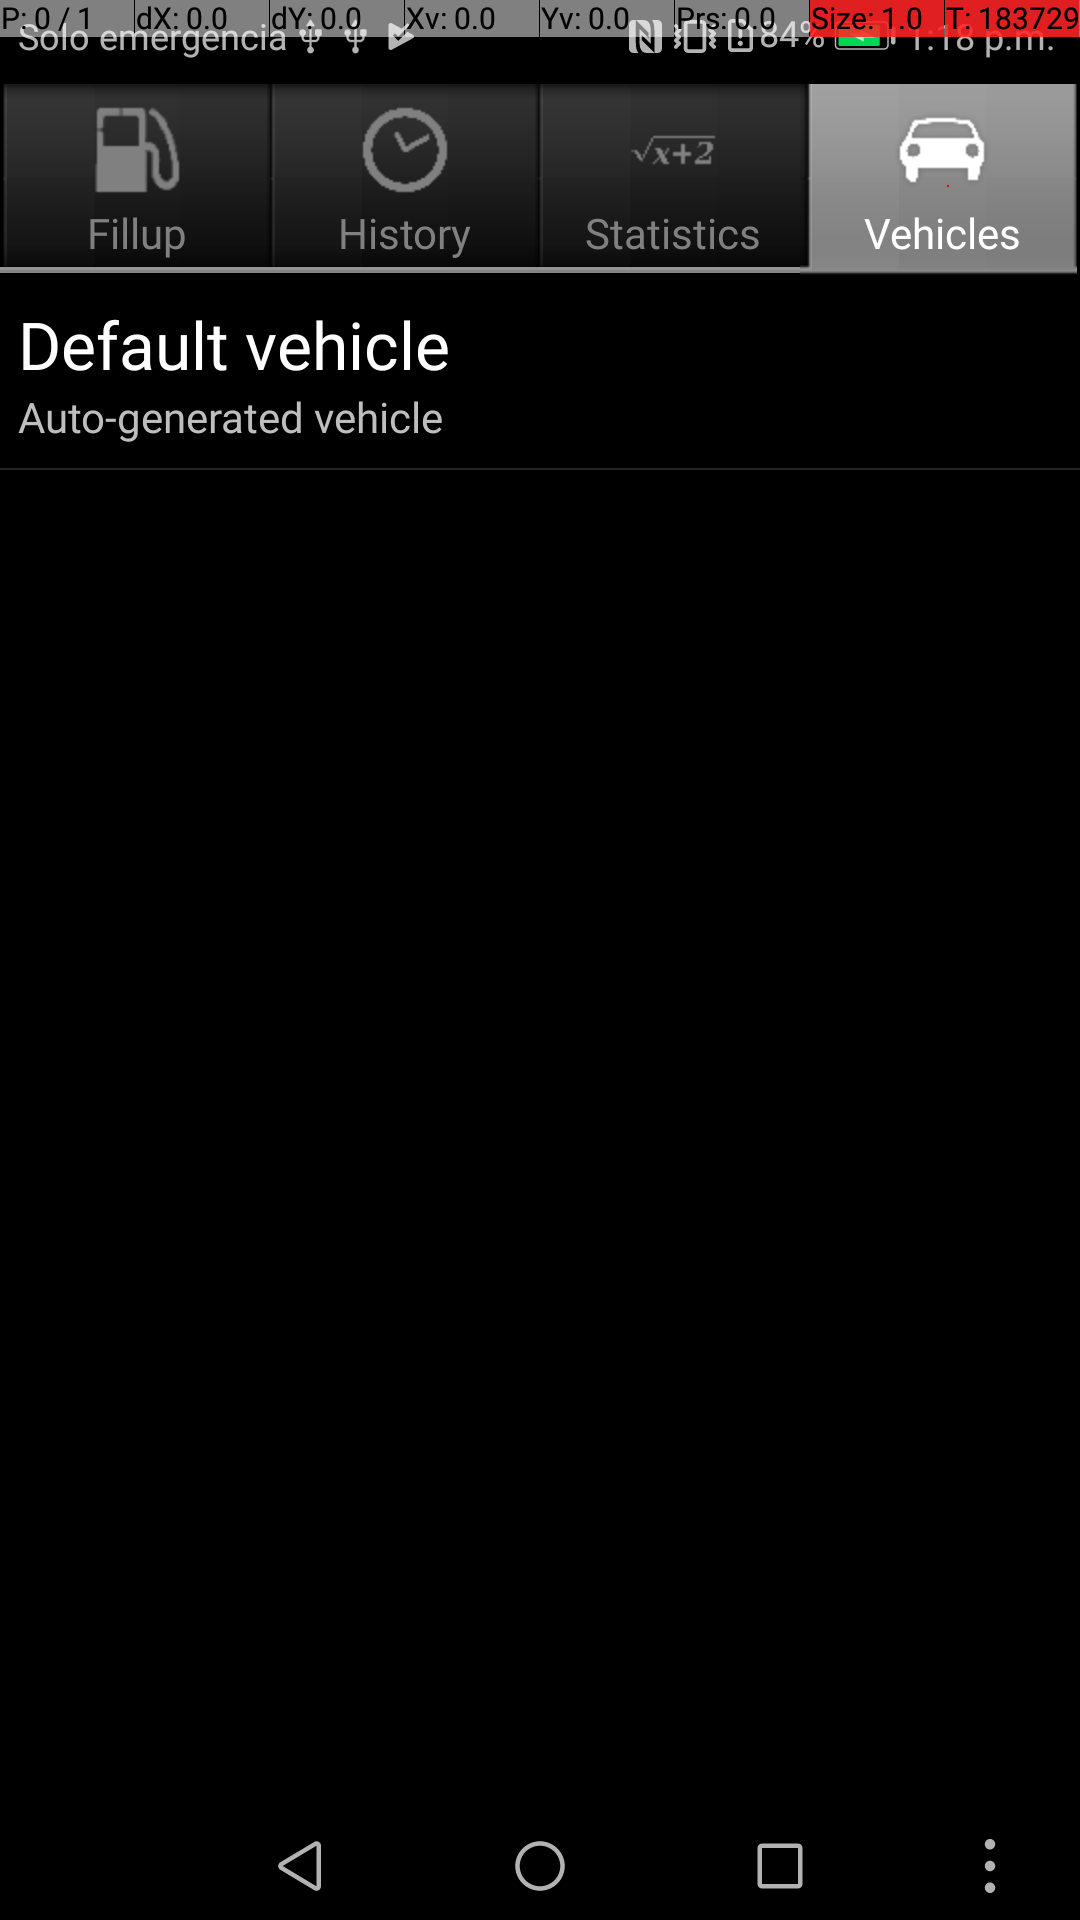 P: 0 / 1 dX: 0.0 dY: 0.0 Xv: 0.0 Yv: 0.0 Prs: 0.0 Size: 1.0 T: 183729
Solo emergencia 84% 1:18 p.m.
√x+2
Fillup History Statistics Vehicles
Default vehicle
Auto-generated vehicle